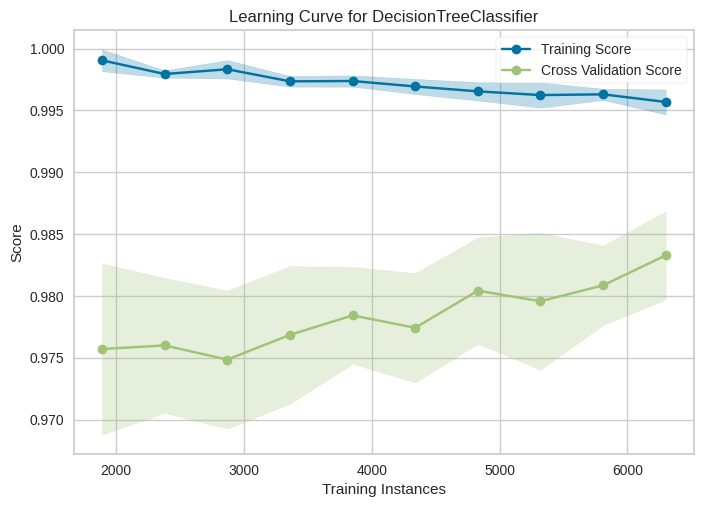 Learning Curve for DecisionTreeClassifier
Training Score
Cross Validation Score
1.000
0.995
0.990
0.985
0.980
0.975
0.970
Score
2000 3000 4000 5000 6000
Training Instances